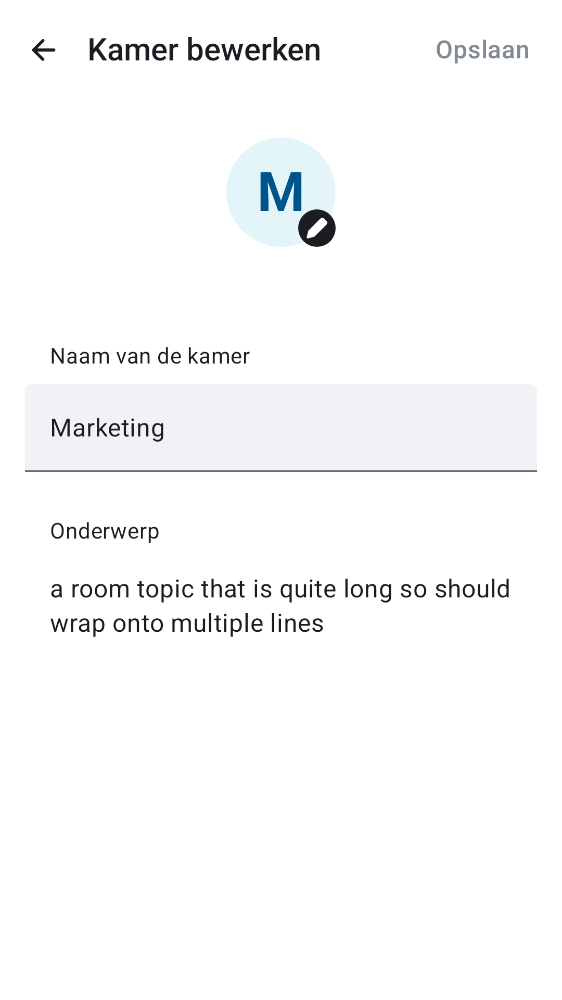 Kamer bewerken
Opslaan
M
Naam van de kamer
Marketing
Onderwerp
a room topic that is quite long so should
wrap onto multiple lines